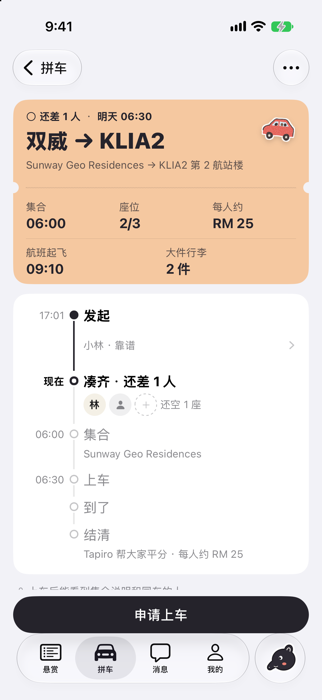 9:41
拼车
还差 1 人 · 明天 06:30
双威 → KLIA2
Sunway Geo Residences → KLIA2 第 2 航站楼
集合 座位 每人约
06:00 2/3 RM 25
航班起飞 大件行李
09:10 2 件
17:01 发起
小林 · 靠谱
现在 凑齐 · 还差 1 人
林 还空 1 座
06:00 集合
Sunway Geo Residences
06:30 上车
到了
结清
Tapiro 帮大家平分 · 每人约 RM 25
申请上车
悬赏 拼车 消息 我的